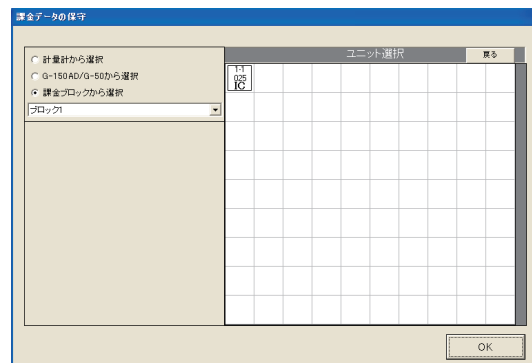 課金データの保守
計量計から選択
G-150AD/G-50から選択
課金ブロックから選択
ブロック1
ユニット選択
戻る
1-1
025
IC
OK